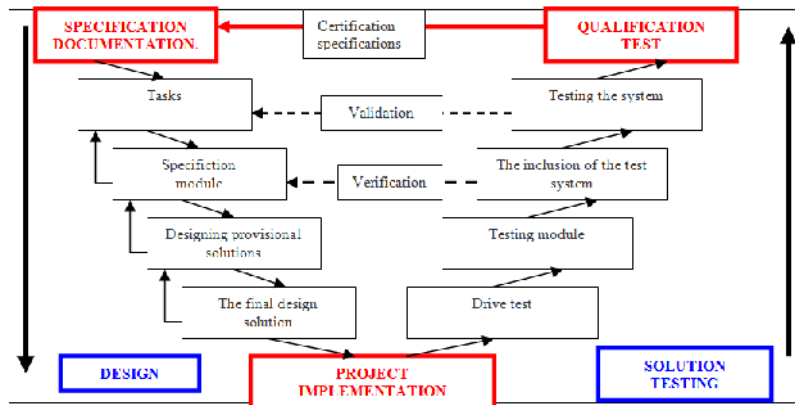 SPECIFICATION
DOCUMENTATION.
Certification
specifications
QUALIFICATION
TEST
Tasks
Validation
Testing the system
Specifiction
module
Verification
The inclusion of the test
system
Designing provisional
solutions
Testing module
The final design
solution
Drive test
DESIGN
PROJECT
IMPLEMENTATION
SOLUTION
TESTING